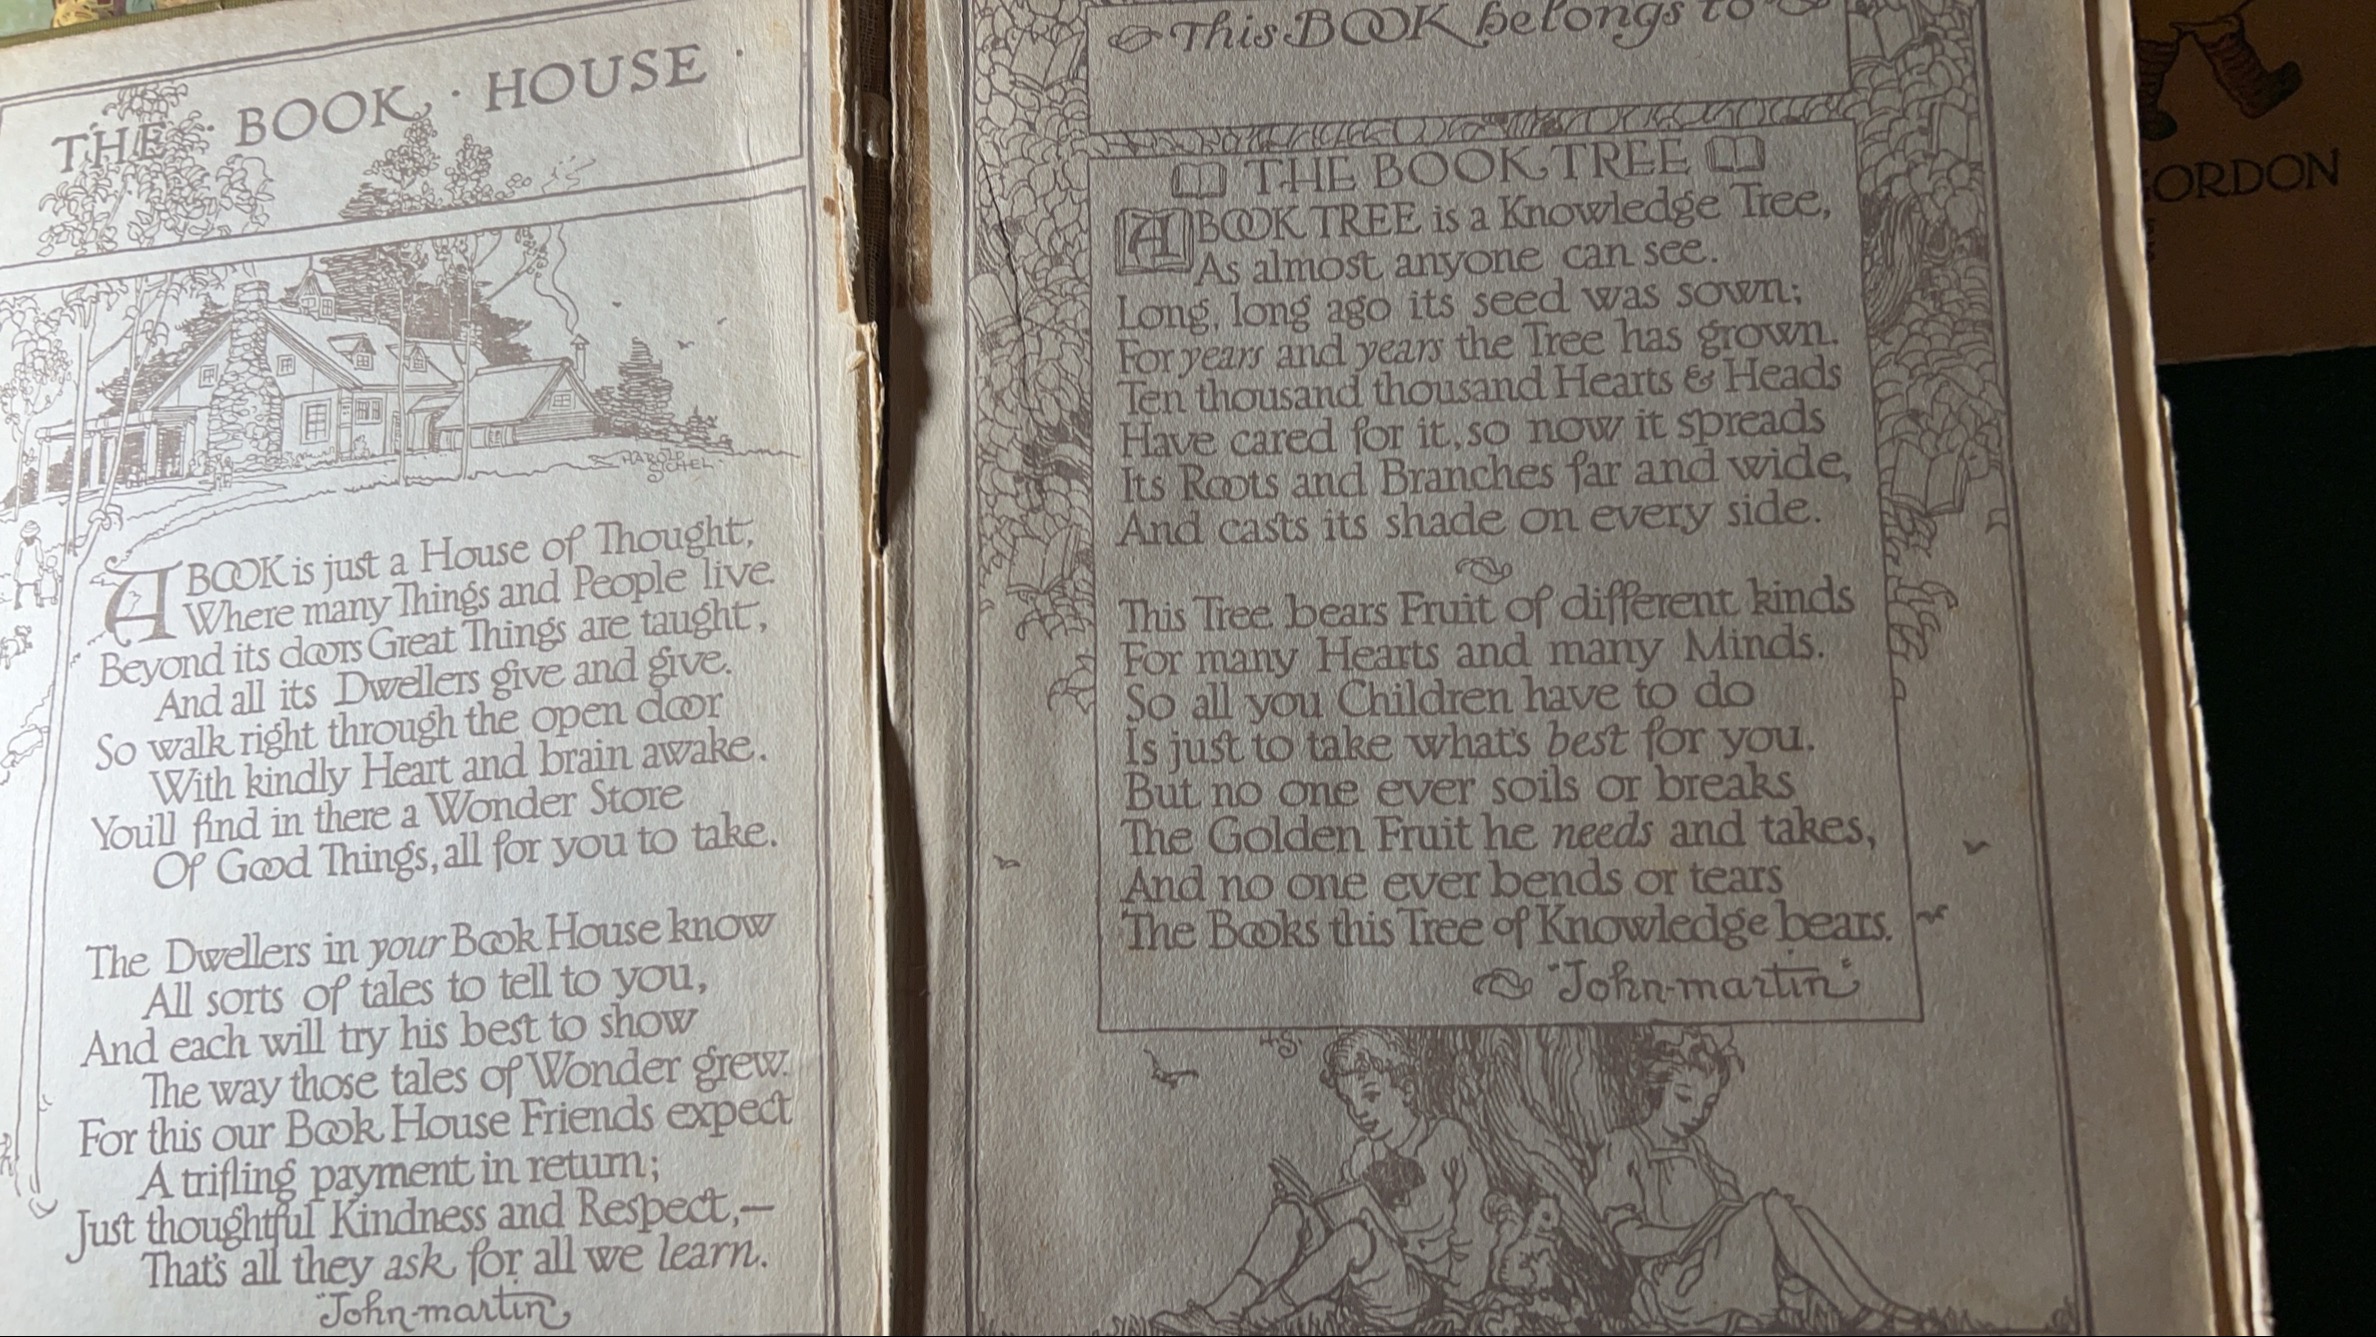 THE · BOOK · HOUSE ·
HAROLD
SICHEL
A BOOK is just a House of Thought,
Where many Things and People live.
Beyond its doors Great Things are taught,
And all its Dwellers give and give.
So walk right through the open door
With kindly Heart and brain awake.
You'll find in there a Wonder Store
Of Good Things, all for you to take.
The Dwellers in your Book House know
All sorts of tales to tell to you,
And each will try his best to show
The way those tales of Wonder grew.
For this our Book House Friends expect
A trifling payment in return;
Just thoughtful Kindness and Respect,—
That's all they ask for all we learn.
"John-martin"
This BOOK belongs to
THE BOOK TREE
A BOOK TREE is a Knowledge Tree,
As almost anyone can see.
Long, long ago its seed was sown;
For years and years the Tree has grown.
Ten thousand thousand Hearts & Heads
Have cared for it, so now it spreads
Its Roots and Branches far and wide,
And casts its shade on every side.
This Tree bears Fruit of different kinds
For many Hearts and many Minds.
So all you Children have to do
Is just to take what's best for you.
But no one ever soils or breaks
The Golden Fruit he needs and takes,
And no one ever bends or tears
The Books this Tree of Knowledge bears.
"John-martin"
H.S.
GORDON